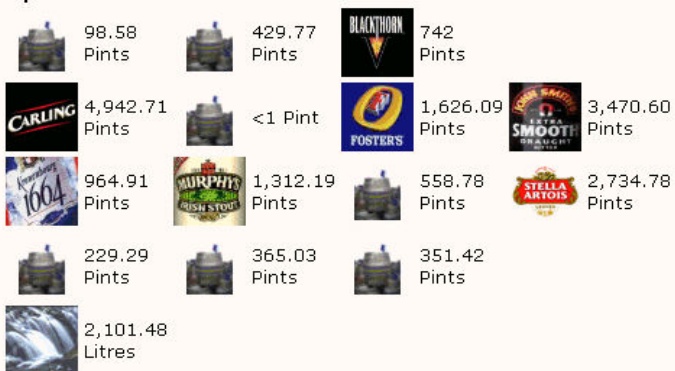 98.58 Pints
429.77 Pints
BLACKTHORN
742 Pints
CARLING
4,942.71 Pints
<1 Pint
FOSTER'S
1,626.09 Pints
JOHN SMITH'S
EXTRA
SMOOTH
DRAUGHT
BITTER
3,470.60 Pints
Kronenbourg
1664
964.91 Pints
MURPHY'S
IRISH STOUT
1,312.19 Pints
558.78 Pints
STELLA
ARTOIS
2,734.78 Pints
229.29 Pints
365.03 Pints
351.42 Pints
2,101.48 Litres